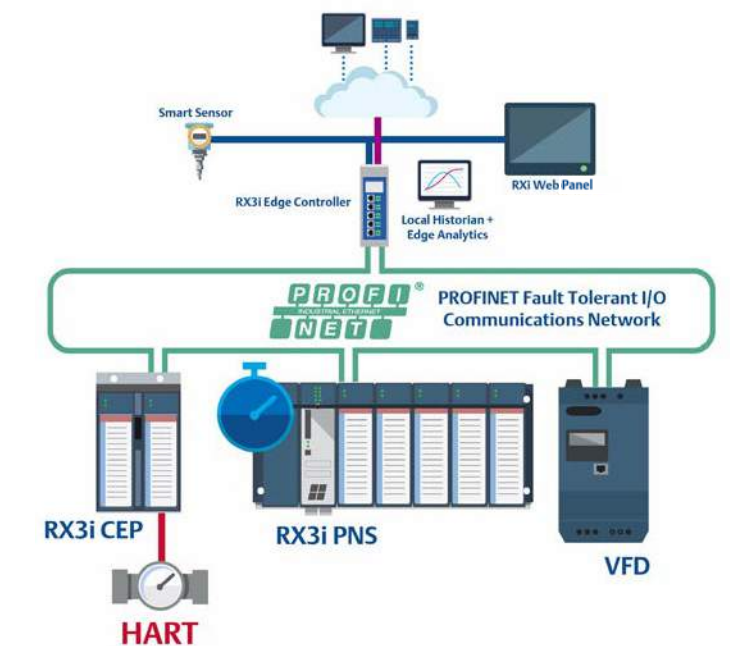 Smart Sensor
RXi Web Panel
RX3i Edge Controller
Local Historian +
Edge Analytics
PROFI®
INDUSTRIAL ETHERNET
NET
PROFINET Fault Tolerant I/O
Communications Network
RX3i CEP
RX3i PNS
VFD
HART